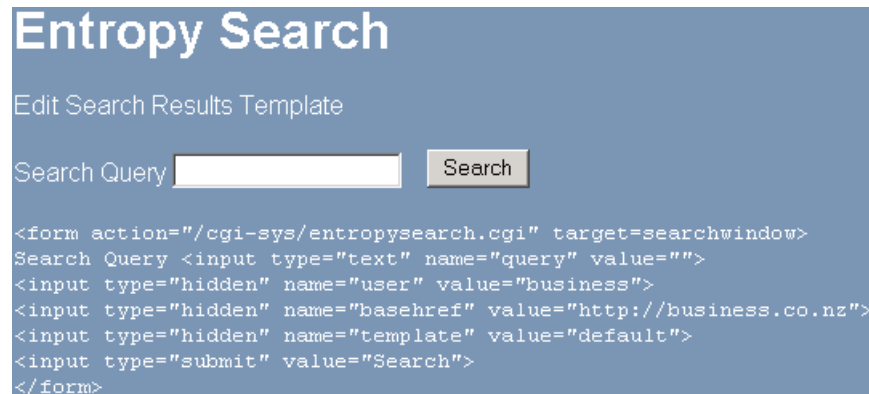 Entropy Search
Edit Search Results Template
Search Query Search
<form action="/cgi-sys/entropysearch.cgi" target=searchwindow>
Search Query <input type="text" name="query" value="">
<input type="hidden" name="user" value="business">
<input type="hidden" name="basehref" value="http://business.co.nz">
<input type="hidden" name="template" value="default">
<input type="submit" value="Search">
</form>